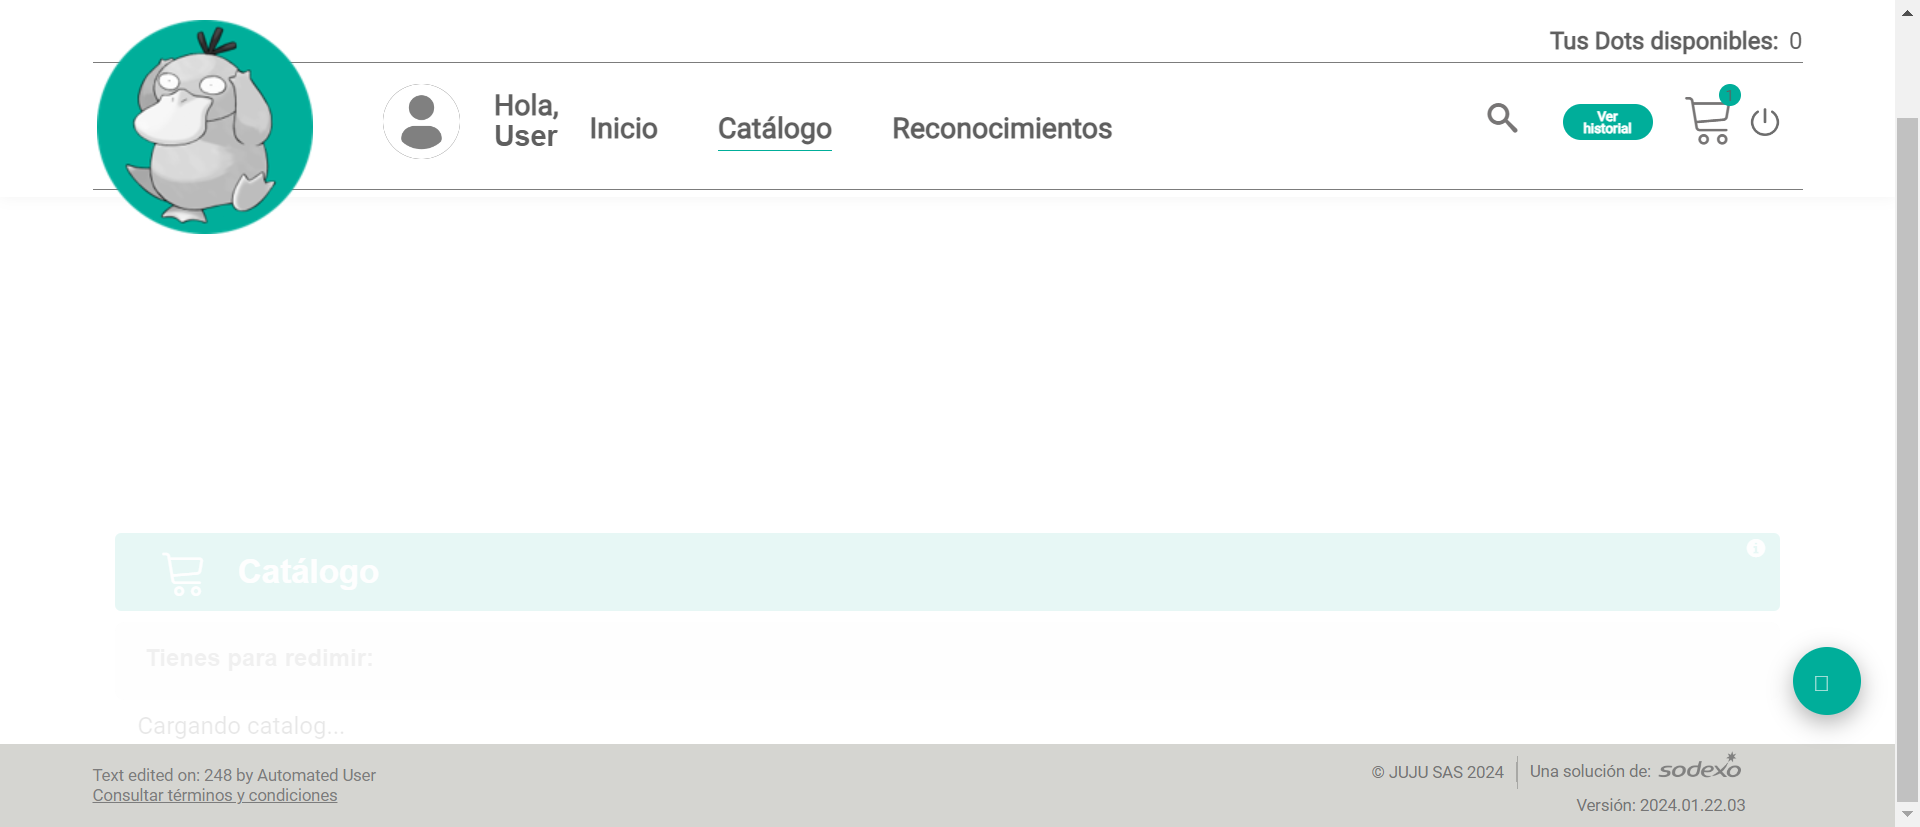 Tus Dots disponibles: 0
Hola,
User
Inicio
Catálogo
Reconocimientos
Ver
historial
1
Catálogo
Tienes para redimir:
Cargando catalog...
Text edited on: 248 by Automated User
Consultar términos y condiciones
© JUJU SAS 2024
Una solución de: sodexo
Versión: 2024.01.22.03